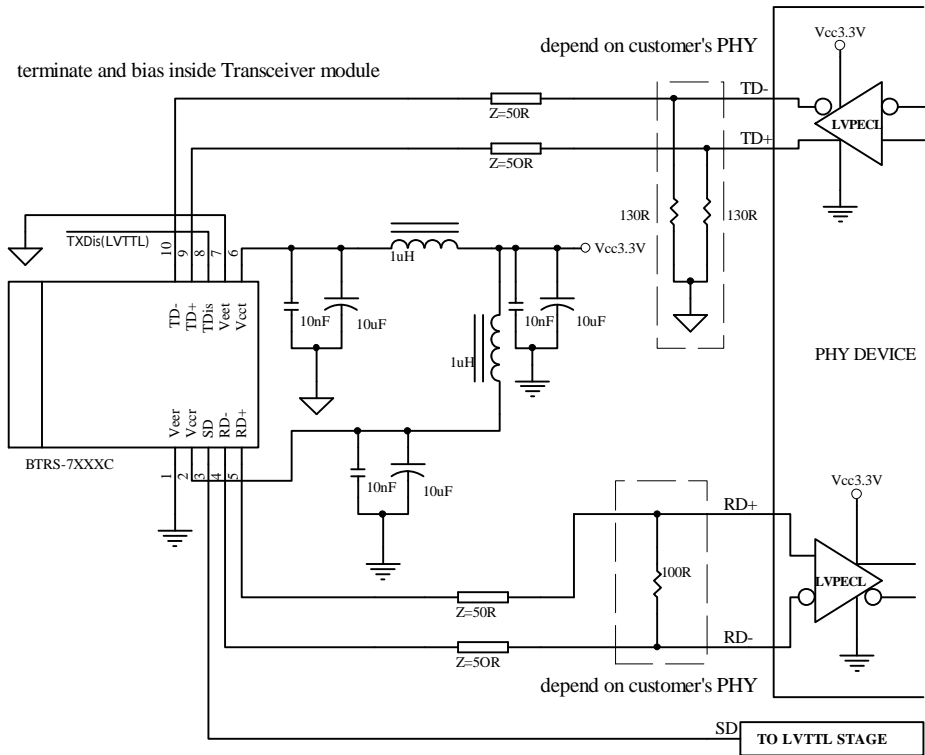 Vcc3.3V
depend on customer's PHY
terminate and bias inside Transceiver module
TD-
Z=50R
LVPECL
TD+
Z=5OR
130R
130R
TXDis(LVTTL)
10
9
8
7
6
1uH
Vcc3.3V
TD-
TD+
TDis
Veet
Vcct
10nF
10uF
10nF
10uF
1uH
PHY DEVICE
Veer
Vccr
SD
RD-
RD+
BTRS-7XXXC
1
2
3
4
5
10nF
10uF
Vcc3.3V
RD+
100R
LVPECL
Z=50R
RD-
Z=5OR
depend on customer's PHY
SD
TO LVTTL STAGE